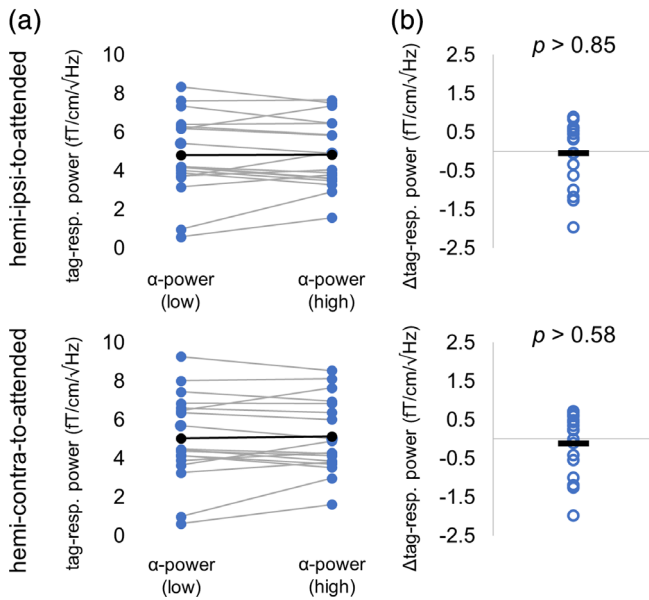 (a)
(b)
hemi-ipsi-to-attended
tag-resp. power (fT/cm/√Hz)
10
8
6
4
2
0
α-power
(low)
α-power
(high)
Δtag-resp. power (fT/cm/√Hz)
2.5
1.5
0.5
-0.5
-1.5
-2.5
p > 0.85
hemi-contra-to-attended
tag-resp. power (fT/cm/√Hz)
10
8
6
4
2
0
α-power
(low)
α-power
(high)
Δtag-resp. power (fT/cm/√Hz)
2.5
1.5
0.5
-0.5
-1.5
-2.5
p > 0.58